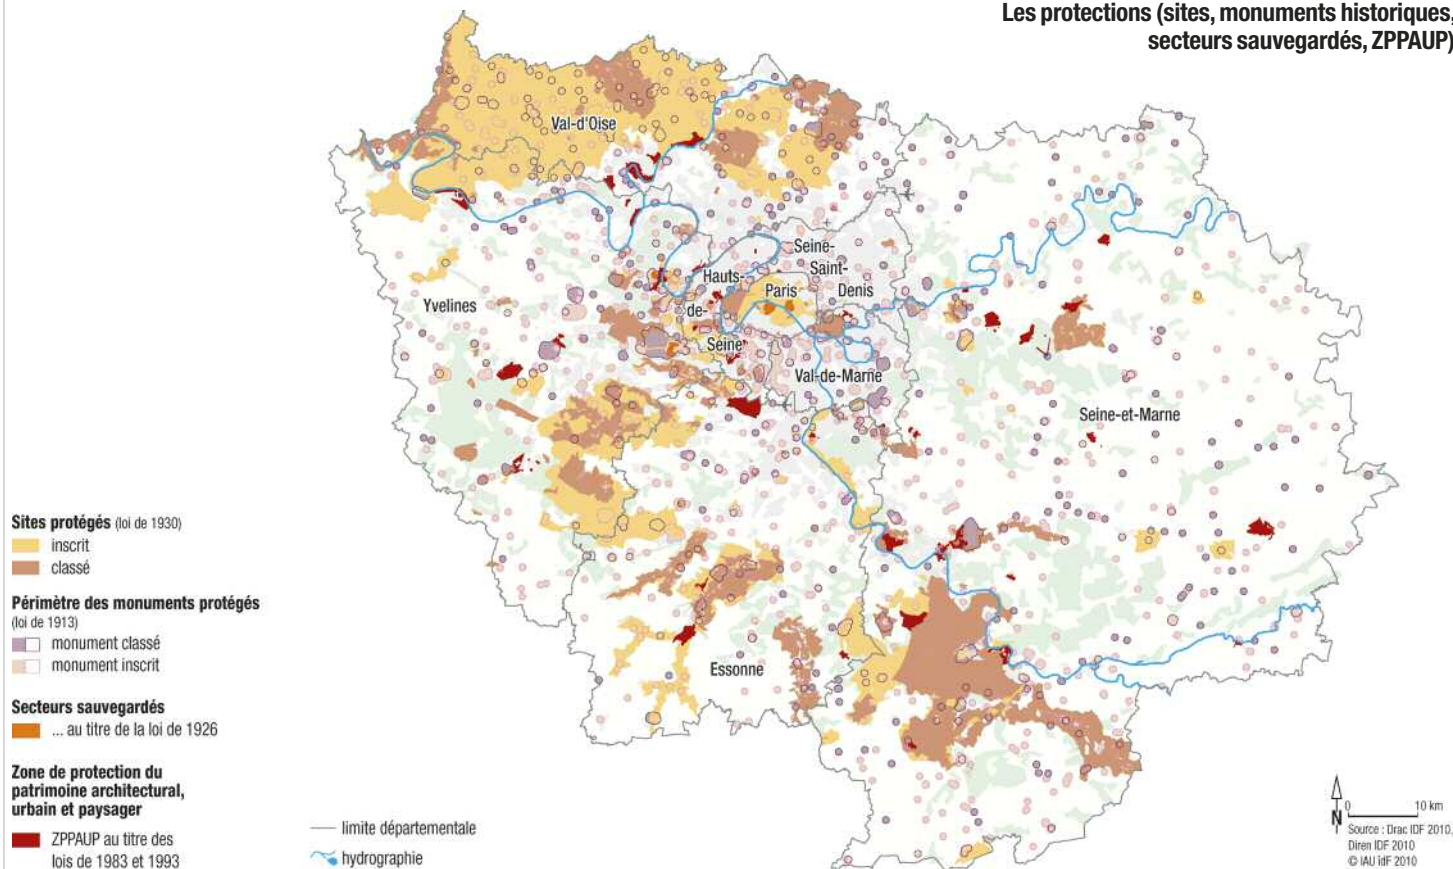 Les protections (sites, monuments historiques,
secteurs sauvegardés, ZPPAUP)
Val-d'Oise
Seine-
Saint-
Denis
Hauts-
Paris
de-
Seine
Yvelines
Val-de-Marne
Seine-et-Marne
Essonne
Sites protégés (loi de 1930)
inscrit
classé
Périmètre des monuments protégés
(loi de 1913)
monument classé
monument inscrit
Secteurs sauvegardés
... au titre de la loi de 1926
Zone de protection du
patrimoine architectural,
urbain et paysager
ZPPAUP au titre des
lois de 1983 et 1993
limite départementale
hydrographie
N
0 10 km
Source : Drac IDF 2010,
Diren IDF 2010
© IAU îdF 2010